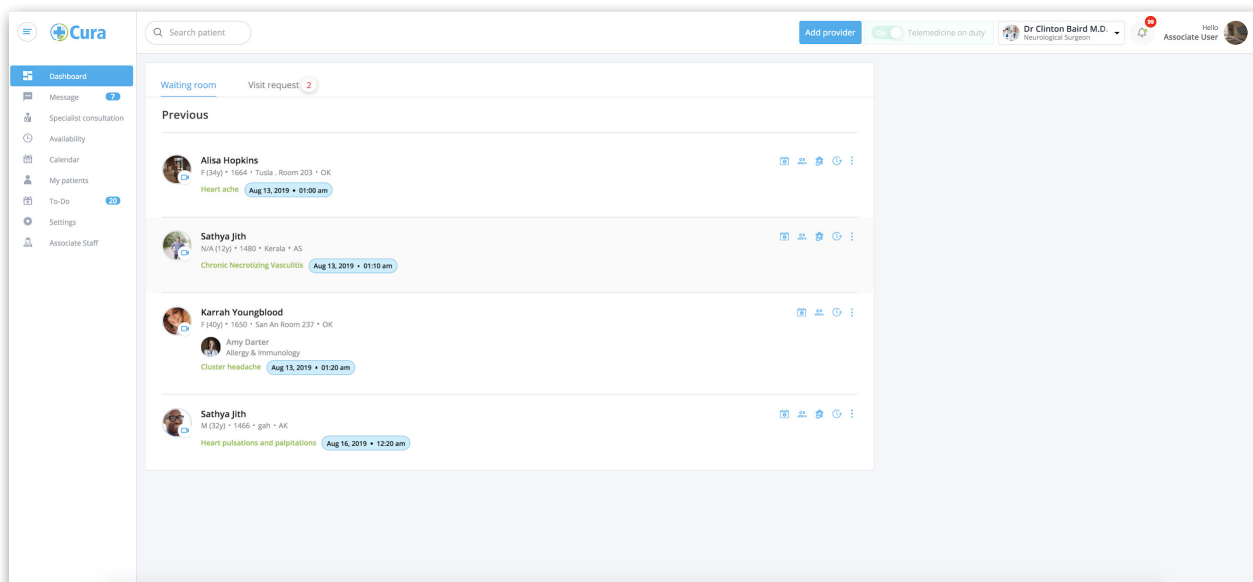 Cura
Search patient
Add provider
Telemedicine on duty
Dr Clinton Baird M.D.
Neurological Surgeon
99
Hello
Associate User
Dashboard
Message 7
Specialist consultation
Availability
Calendar
My patients
To-Do 20
Settings
Associate Staff
Waiting room
Visit request 2
Previous
Alisa Hopkins
F (34y) • 1664 • Tusla . Room 203 • OK
Heart ache Aug 13, 2019 • 01:00 am
Sathya Jith
N/A (12y) • 1480 • Kerala • AS
Chronic Necrotizing Vasculitis Aug 13, 2019 • 01:10 am
Karrah Youngblood
F (40y) • 1650 • San An Room 237 • OK
Amy Darter
Allergy & Immunology
Cluster headache Aug 13, 2019 • 01:20 am
Sathya Jith
M (32y) • 1466 • gah • AK
Heart pulsations and palpitations Aug 16, 2019 • 12:20 am